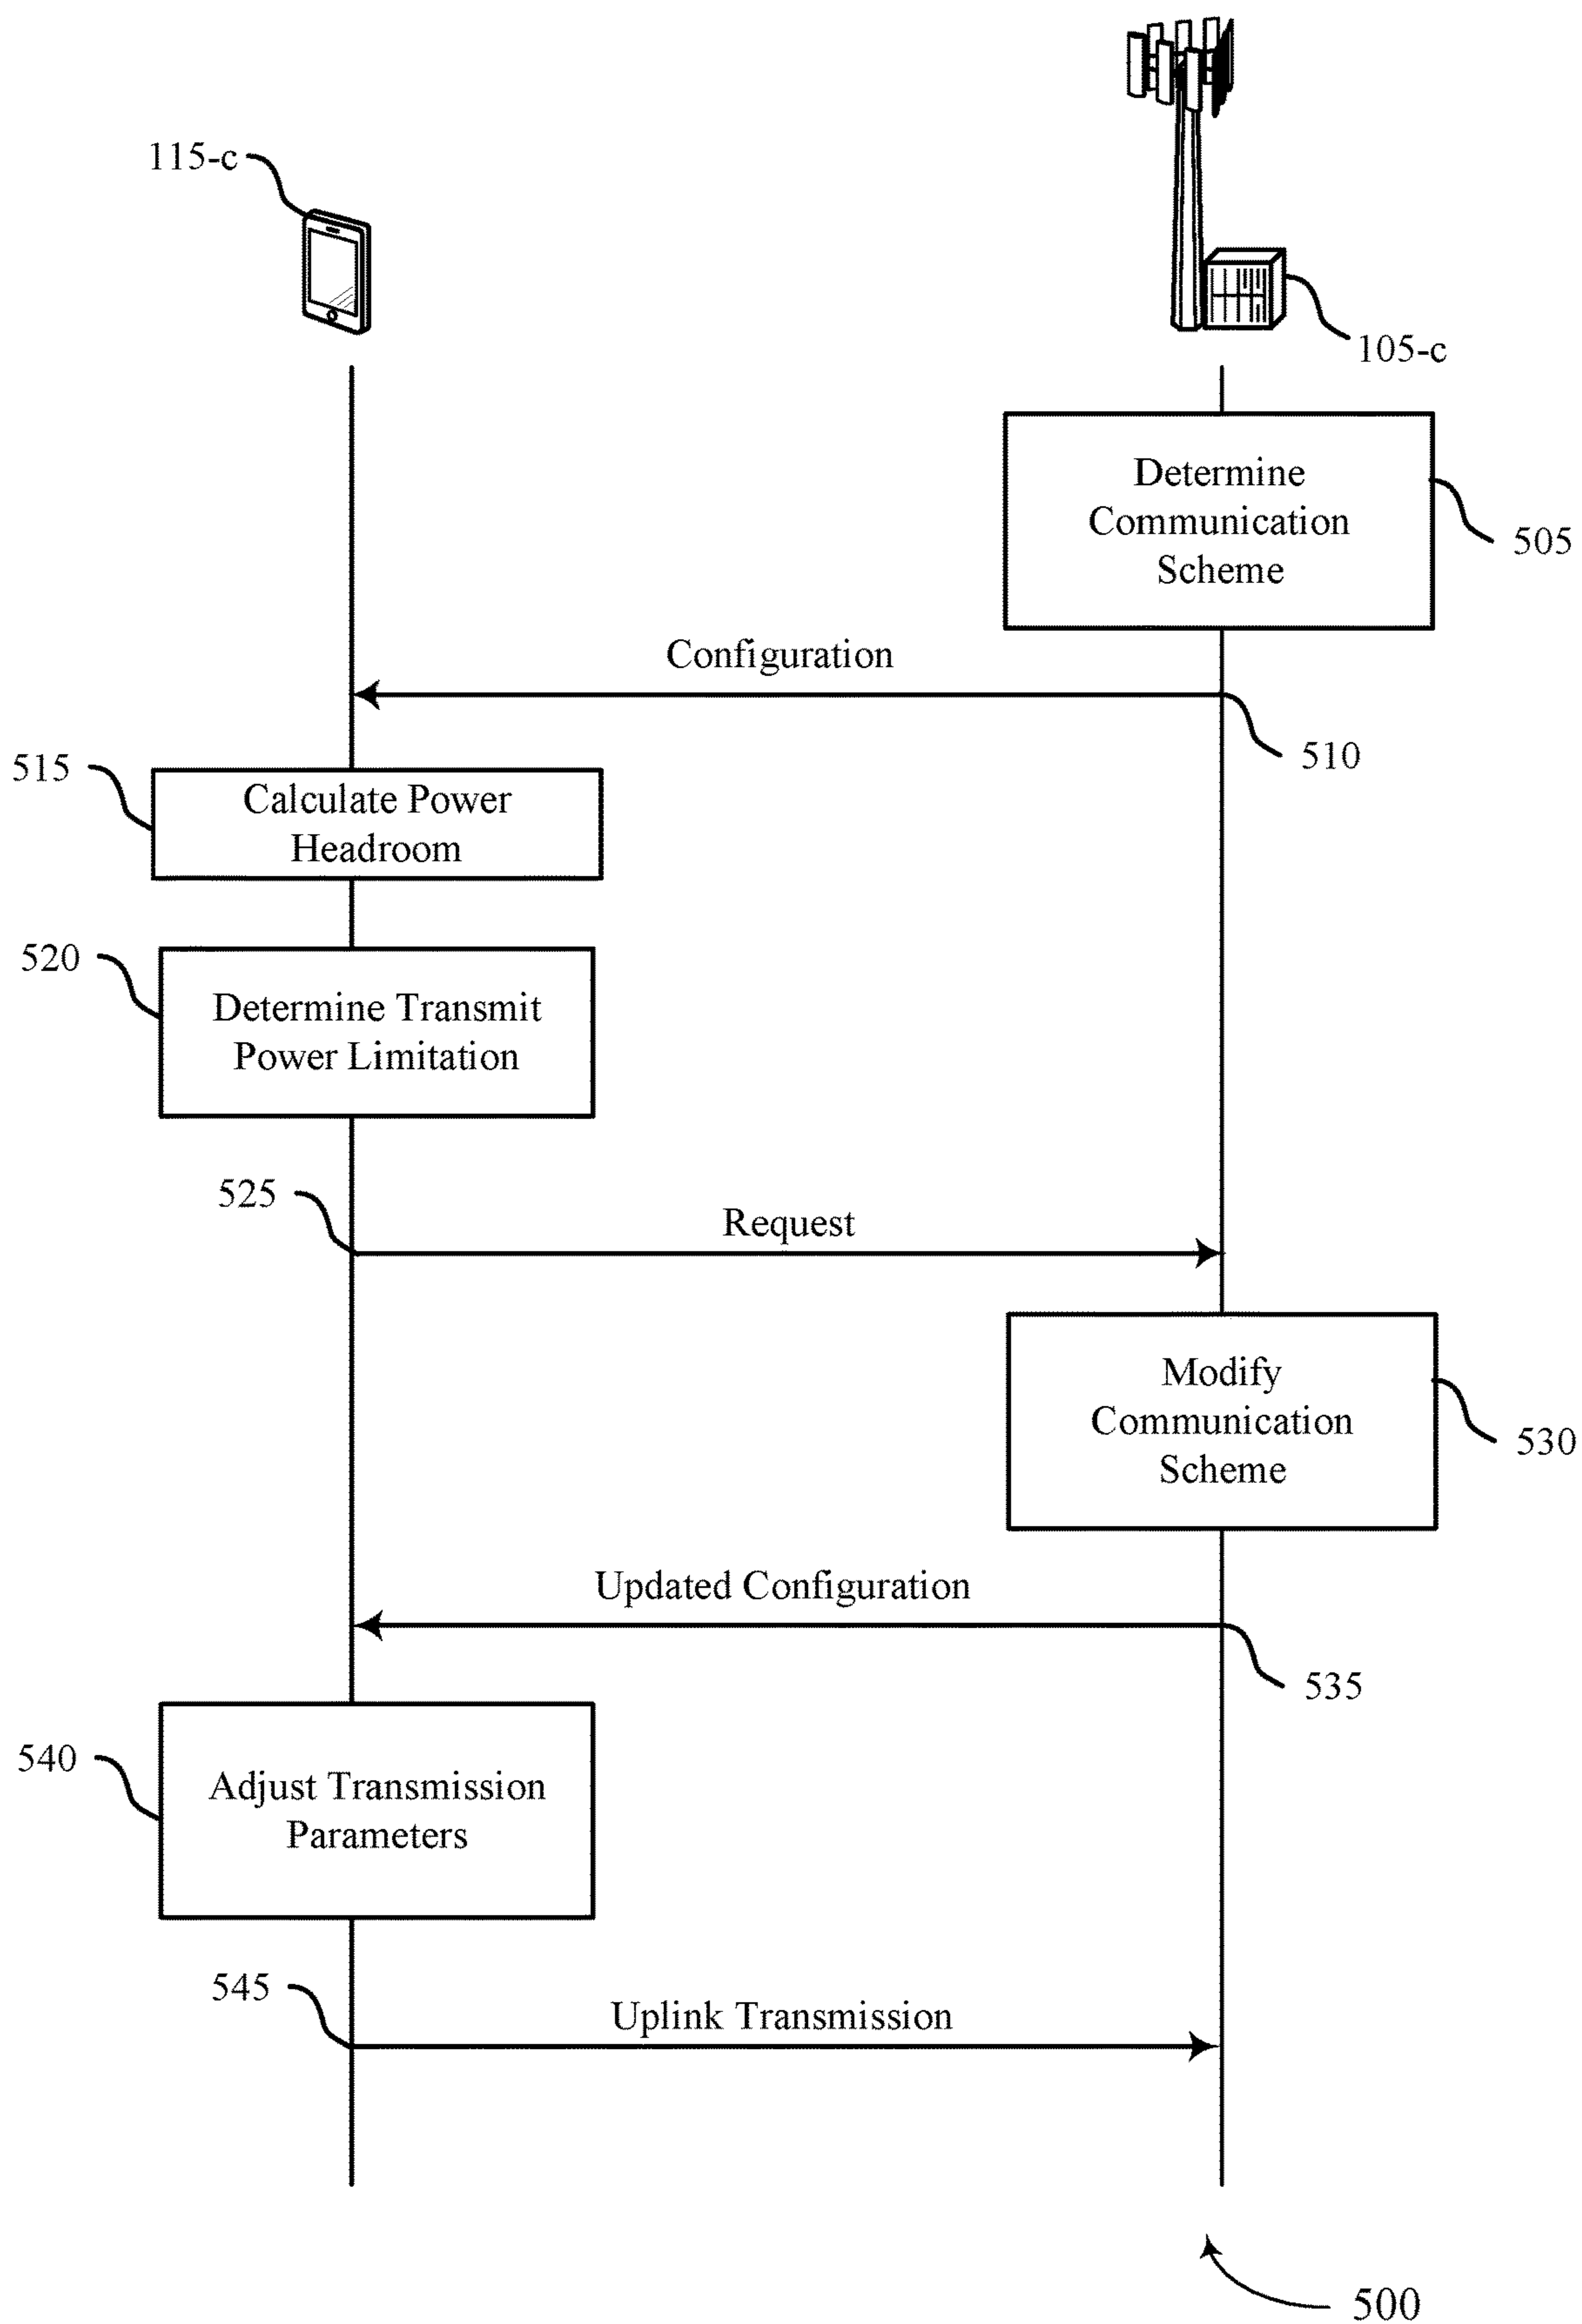 115-c
105-c
Determine
Communication
Scheme
505
Configuration
510
515
Calculate Power
Headroom
520
Determine Transmit
Power Limitation
525
Request
Modify
Communication
Scheme
530
Updated Configuration
535
540
Adjust Transmission
Parameters
545
Uplink Transmission
500